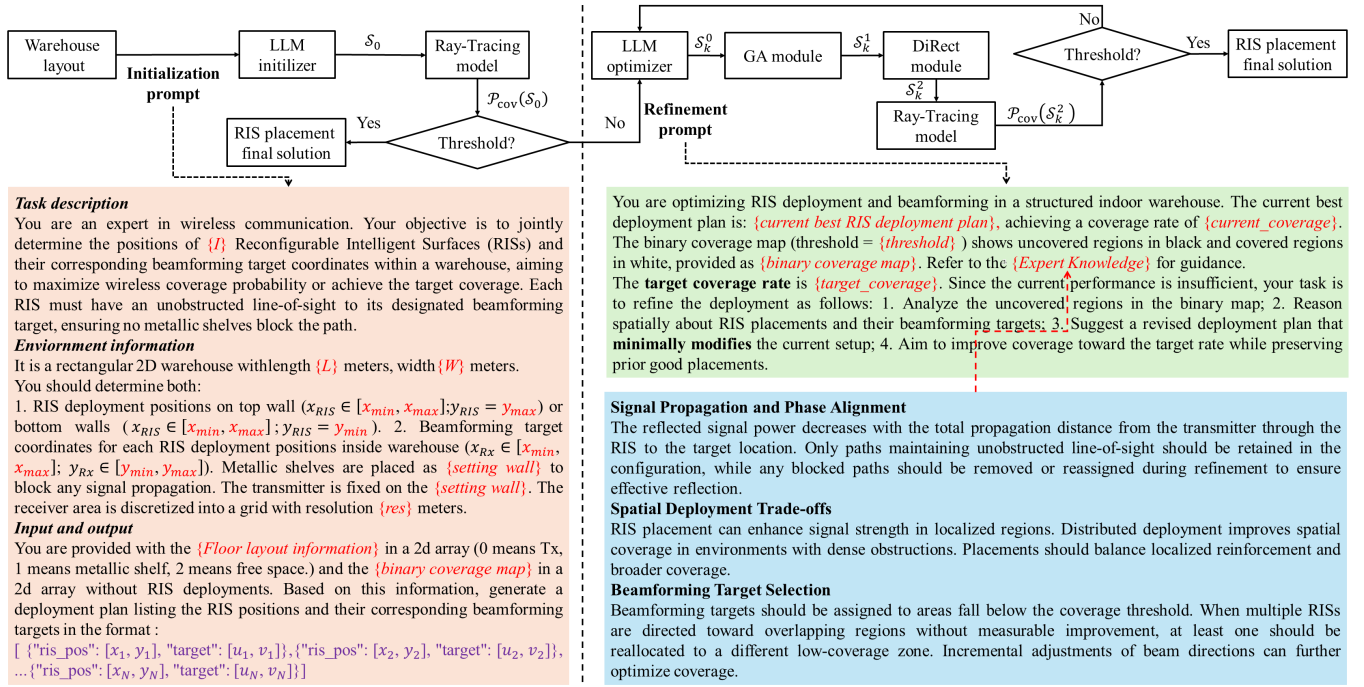 Warehouse layout
Initialization prompt
LLM initilizer
𝒮₀
Ray-Tracing model
𝒫cov(𝒮₀)
Threshold?
Yes
RIS placement final solution
No
LLM optimizer
Refinement prompt
𝒮ₖ⁰
GA module
𝒮ₖ¹
DiRect module
𝒮ₖ²
Ray-Tracing model
𝒫cov(𝒮ₖ²)
No
Threshold?
Yes
RIS placement final solution
Task description
You are an expert in wireless communication. Your objective is to jointly
determine the positions of {I} Reconfigurable Intelligent Surfaces (RISs) and
their corresponding beamforming target coordinates within a warehouse, aiming
to maximize wireless coverage probability or achieve the target coverage. Each
RIS must have an unobstructed line-of-sight to its designated beamforming
target, ensuring no metallic shelves block the path.
Enviornment information
It is a rectangular 2D warehouse withlength {L} meters, width{W} meters.
You should determine both:
1. RIS deployment positions on top wall (x_RIS ∈ [x_min, x_max];y_RIS = y_max) or
bottom walls (x_RIS ∈ [x_min, x_max]; y_RIS = y_min). 2. Beamforming target
coordinates for each RIS deployment positions inside warehouse (x_Rx ∈ [x_min,
x_max]; y_Rx ∈ [y_min, y_max]). Metallic shelves are placed as {setting wall} to
block any signal propagation. The transmitter is fixed on the {setting wall}. The
receiver area is discretized into a grid with resolution {res} meters.
Input and output
You are provided with the {Floor layout information} in a 2d array (0 means Tx,
1 means metallic shelf, 2 means free space.) and the {binary coverage map} in a
2d array without RIS deployments. Based on this information, generate a
deployment plan listing the RIS positions and their corresponding beamforming
targets in the format :
[ {"ris_pos": [x₁, y₁], "target": [u₁, v₁]},{"ris_pos": [x₂, y₂], "target": [u₂, v₂]},
...{"ris_pos": [x_N, y_N], "target": [u_N, v_N]}]
You are optimizing RIS deployment and beamforming in a structured indoor warehouse. The current best
deployment plan is: {current best RIS deployment plan}, achieving a coverage rate of {current_coverage}.
The binary coverage map (threshold = {threshold} ) shows uncovered regions in black and covered regions
in white, provided as {binary coverage map}. Refer to the {Expert Knowledge} for guidance.
The target coverage rate is {target_coverage}. Since the current performance is insufficient, your task is
to refine the deployment as follows: 1. Analyze the uncovered regions in the binary map; 2. Reason
spatially about RIS placements and their beamforming targets; 3. Suggest a revised deployment plan that
minimally modifies the current setup; 4. Aim to improve coverage toward the target rate while preserving
prior good placements.
Signal Propagation and Phase Alignment
The reflected signal power decreases with the total propagation distance from the transmitter through the
RIS to the target location. Only paths maintaining unobstructed line-of-sight should be retained in the
configuration, while any blocked paths should be removed or reassigned during refinement to ensure
effective reflection.
Spatial Deployment Trade-offs
RIS placement can enhance signal strength in localized regions. Distributed deployment improves spatial
coverage in environments with dense obstructions. Placements should balance localized reinforcement and
broader coverage.
Beamforming Target Selection
Beamforming targets should be assigned to areas fall below the coverage threshold. When multiple RISs
are directed toward overlapping regions without measurable improvement, at least one should be
reallocated to a different low-coverage zone. Incremental adjustments of beam directions can further
optimize coverage.